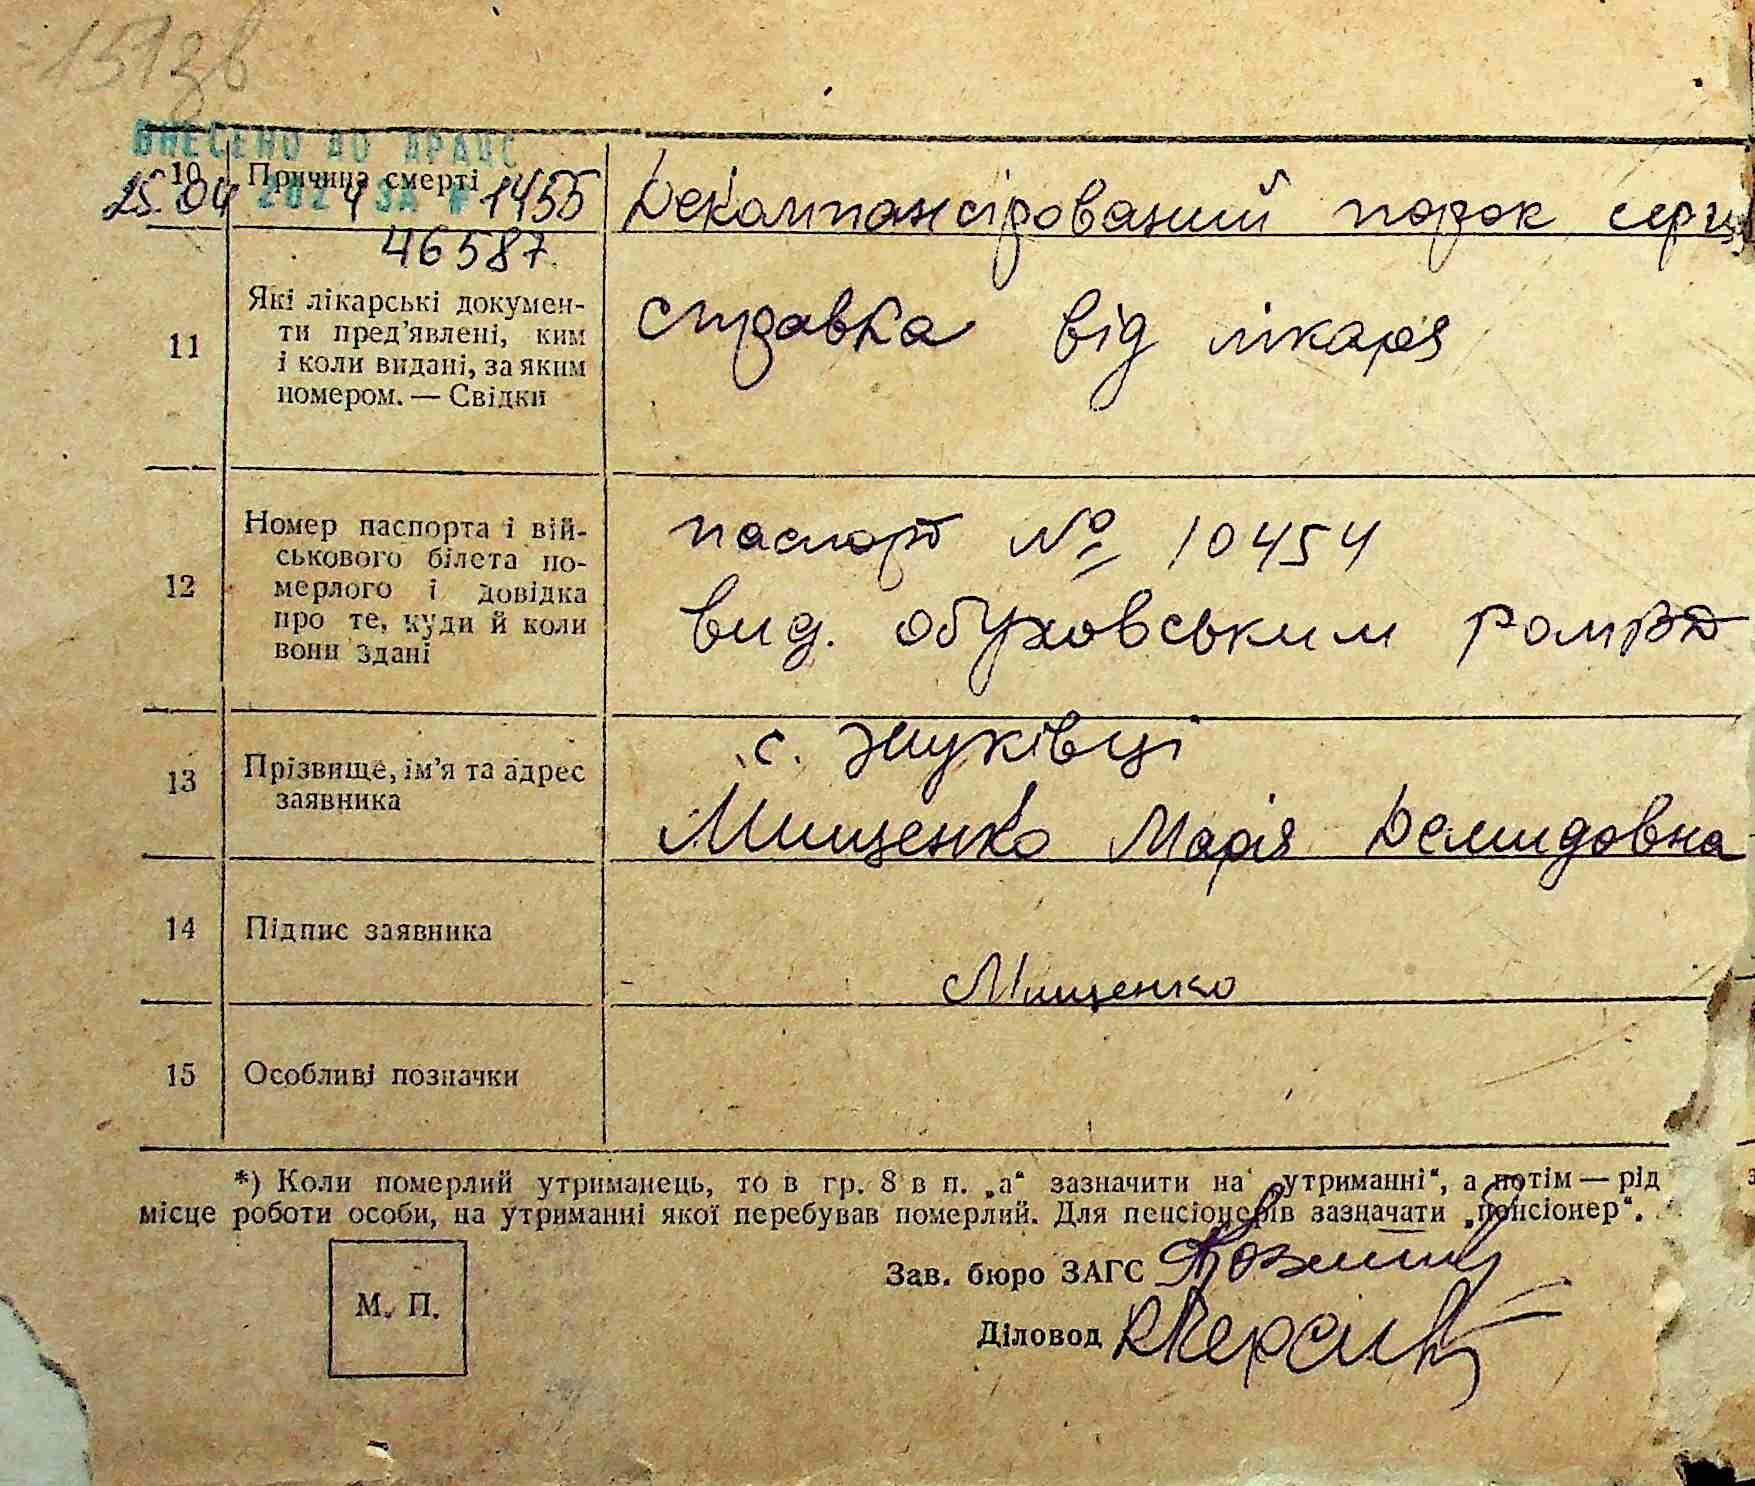 151зв
ВНЕСЕНО ДО ДРАЦС
25.04 2024 ЗА № 1455
46587
10 Причина смерті
Декомпансірований порок серц
11 Які лікарські докумен-
ти пред’явлені, ким
і коли видані, за яким
номером. — Свідки
справка від лікаря
12 Номер паспорта і вій-
ськового білета по-
мерлого і довідка
про те, куди й коли
вони здані
паспорт № 10454
вид. обуховським РОМВД
13 Прізвище, ім’я та адрес
заявника
с. Жуківці
Мищенко Марія Демидовна
14 Підпис заявника
Мищенко
15 Особливі позначки
*) Коли померлий утриманець, то в гр. 8 в п. „а“ зазначити на „утриманні“, а потім — рід
місце роботи особи, на утриманні якої перебував померлий. Для пенсіонерів зазначати „пенсіонер“.
Зав. бюро ЗАГС
Діловод
М. П.